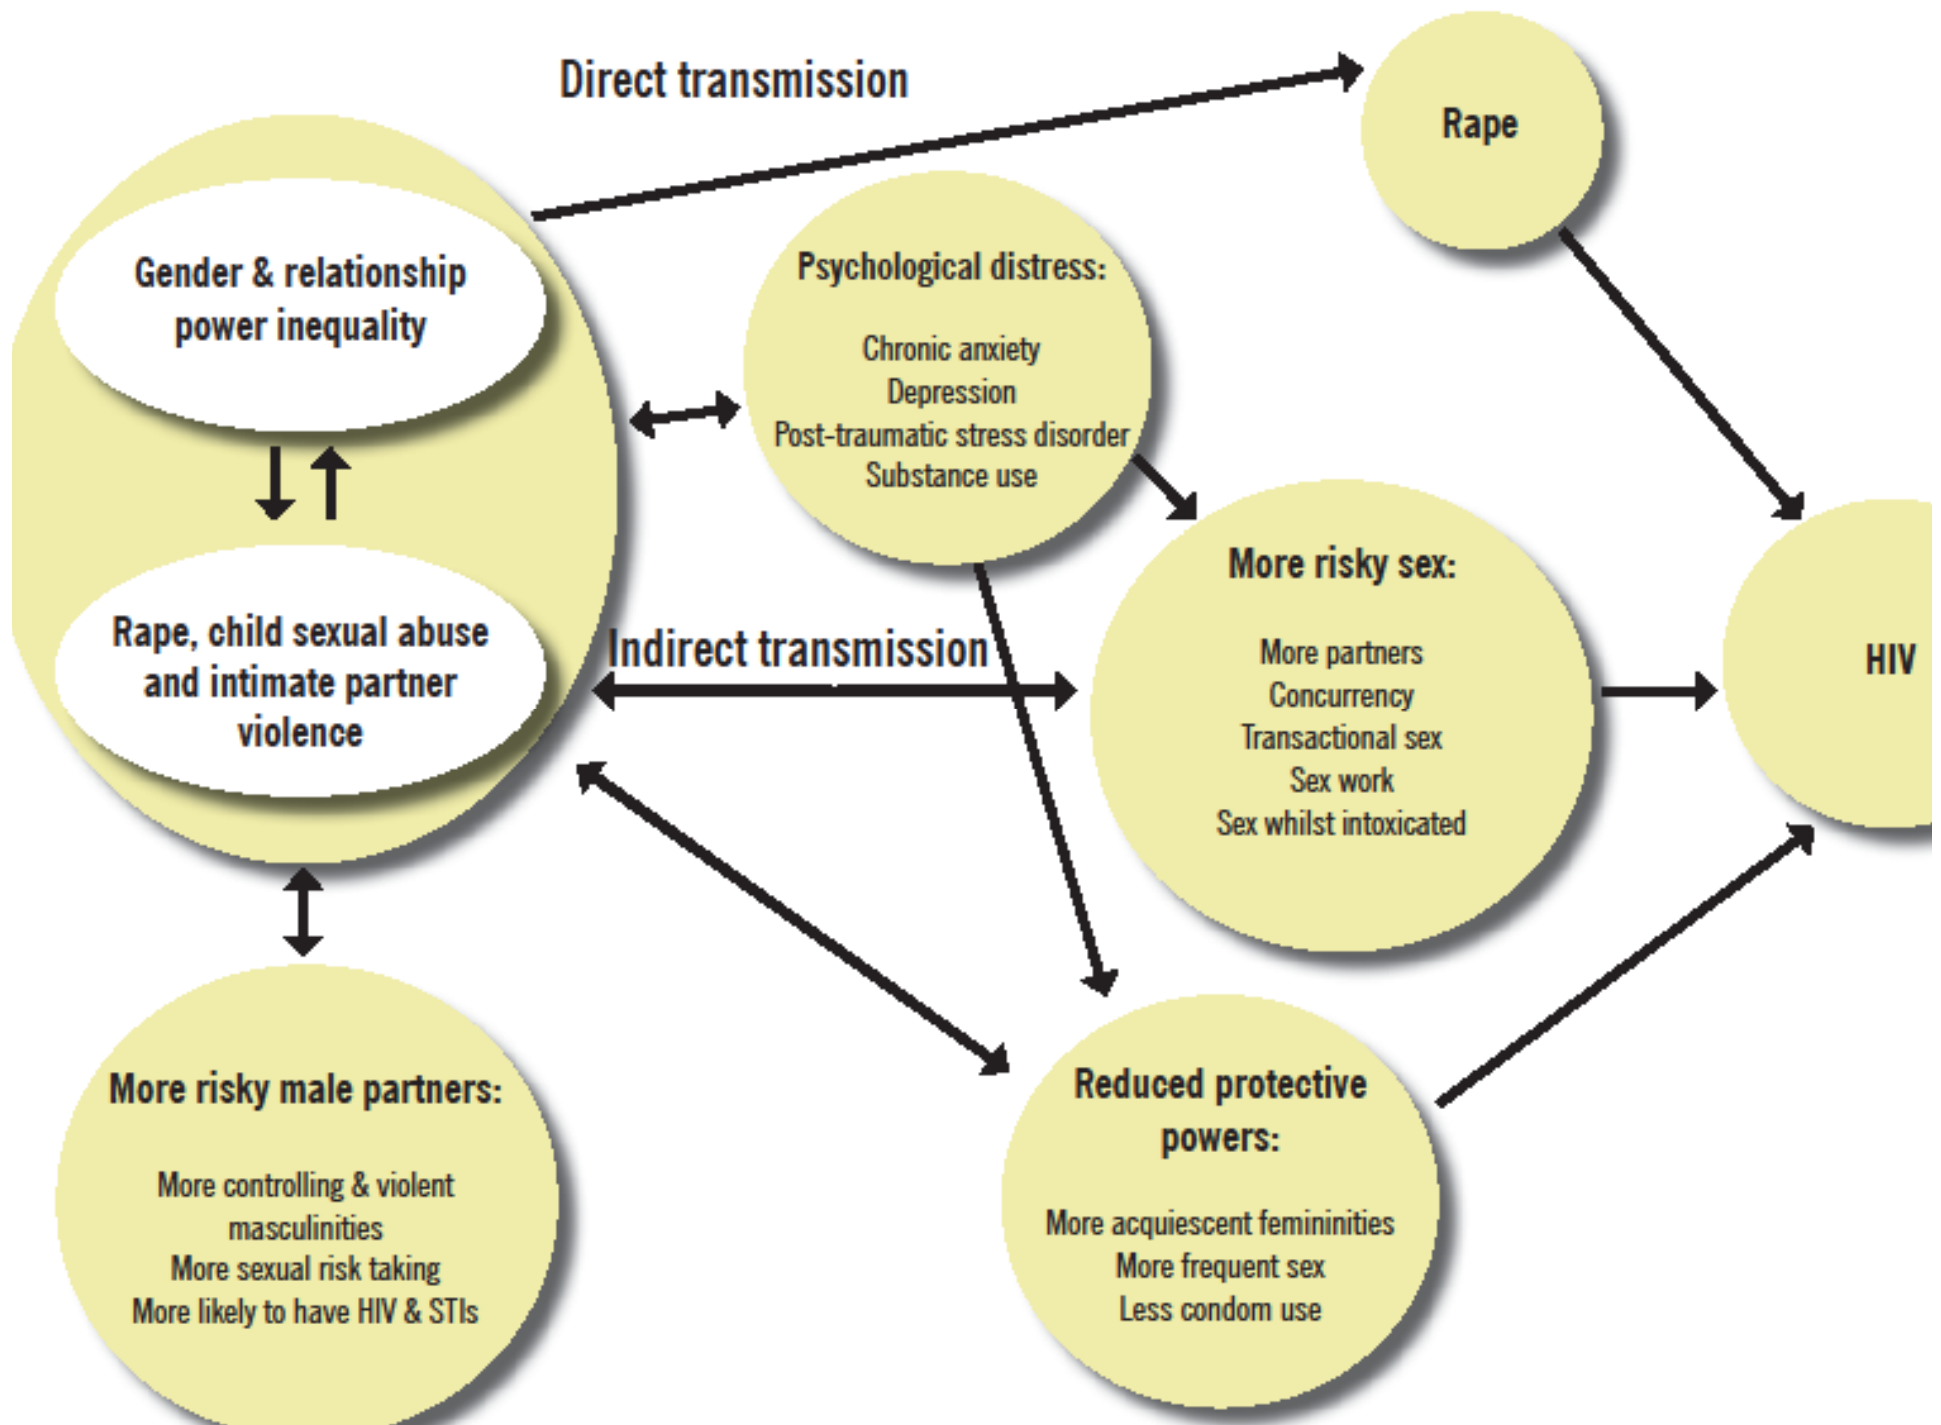 Direct transmission
Rape
Gender & relationship
power inequality
Psychological distress:
Chronic anxiety
Depression
Post-traumatic stress disorder
Substance use
More risky sex:
More partners
Concurrency
Transactional sex
Sex work
Sex whilst intoxicated
HIV
Rape, child sexual abuse
and intimate partner
violence
Indirect transmission
More risky male partners:
More controlling & violent
masculinities
More sexual risk taking
More likely to have HIV & STIs
Reduced protective
powers:
More acquiescent femininities
More frequent sex
Less condom use